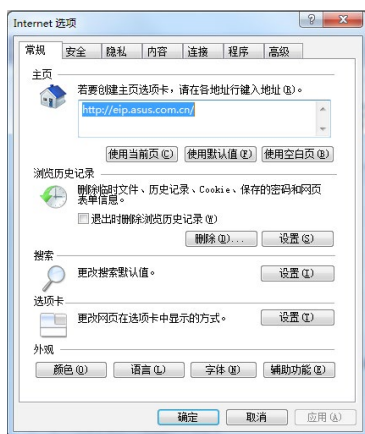 Internet 选项
常规 安全 隐私 内容 连接 程序 高级
主页
若要创建主页选项卡，请在各地址行键入地址(R)。
http://eip.asus.com.cn/
使用当前页(C) 使用默认值(F) 使用空白页(B)
浏览历史记录
删除临时文件、历史记录、Cookie、保存的密码和网页
表单信息。
退出时删除浏览历史记录(W)
删除(D)... 设置(S)
搜索
更改搜索默认值。 设置(I)
选项卡
更改网页在选项卡中显示的方式。 设置(T)
外观
颜色(O) 语言(L) 字体(N) 辅助功能(E)
确定 取消 应用(A)